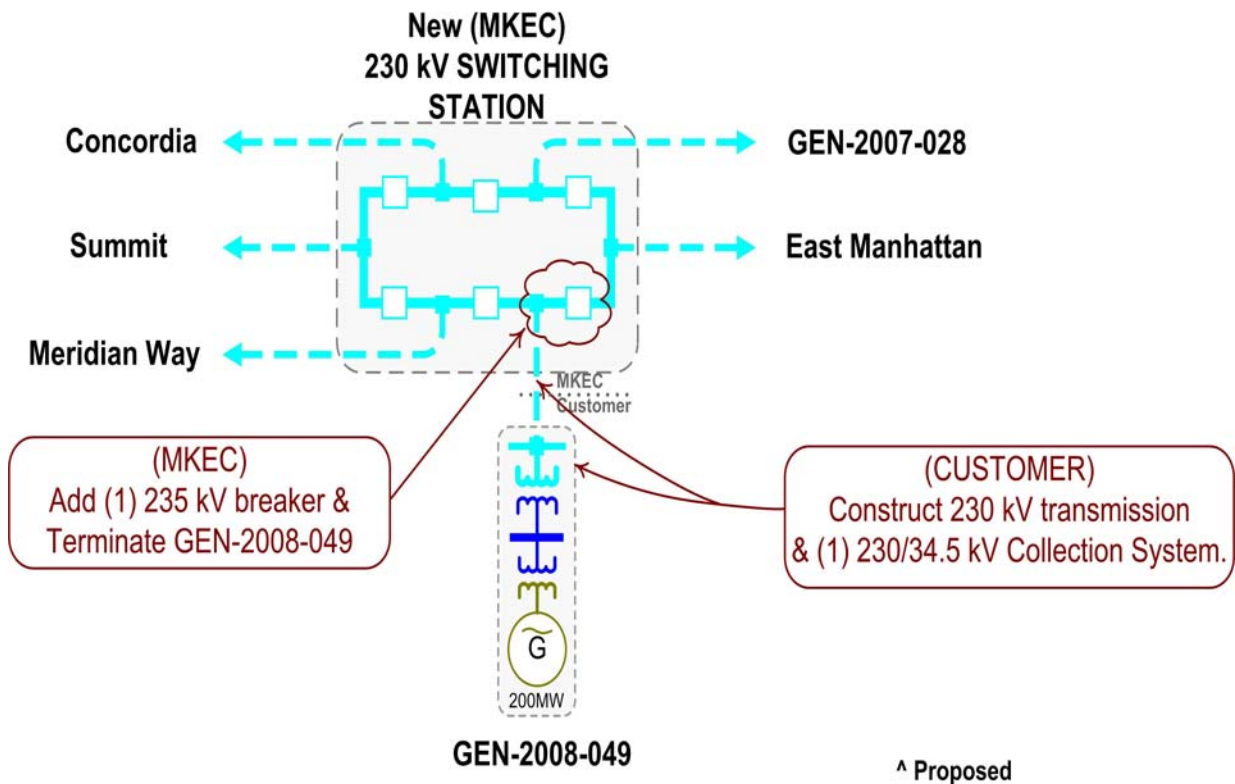 New (MKEC)
230 kV SWITCHING
STATION
Concordia
GEN-2007-028
Summit
East Manhattan
Meridian Way
MKEC
Customer
(MKEC)
Add (1) 235 kV breaker &
Terminate GEN-2008-049
(CUSTOMER)
Construct 230 kV transmission
& (1) 230/34.5 kV Collection System.
G
200MW
GEN-2008-049
^ Proposed